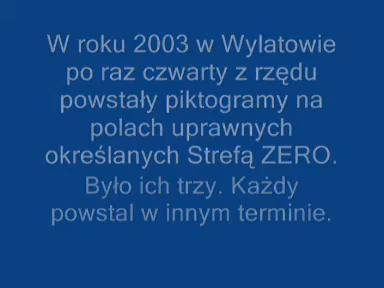 W roku 2003 w Wylatowie
po raz czwarty z rzędu
powstały piktogramy na
polach uprawnych
określanych Strefą ZERO.
Było ich trzy. Każdy
powstal w innym terminie.